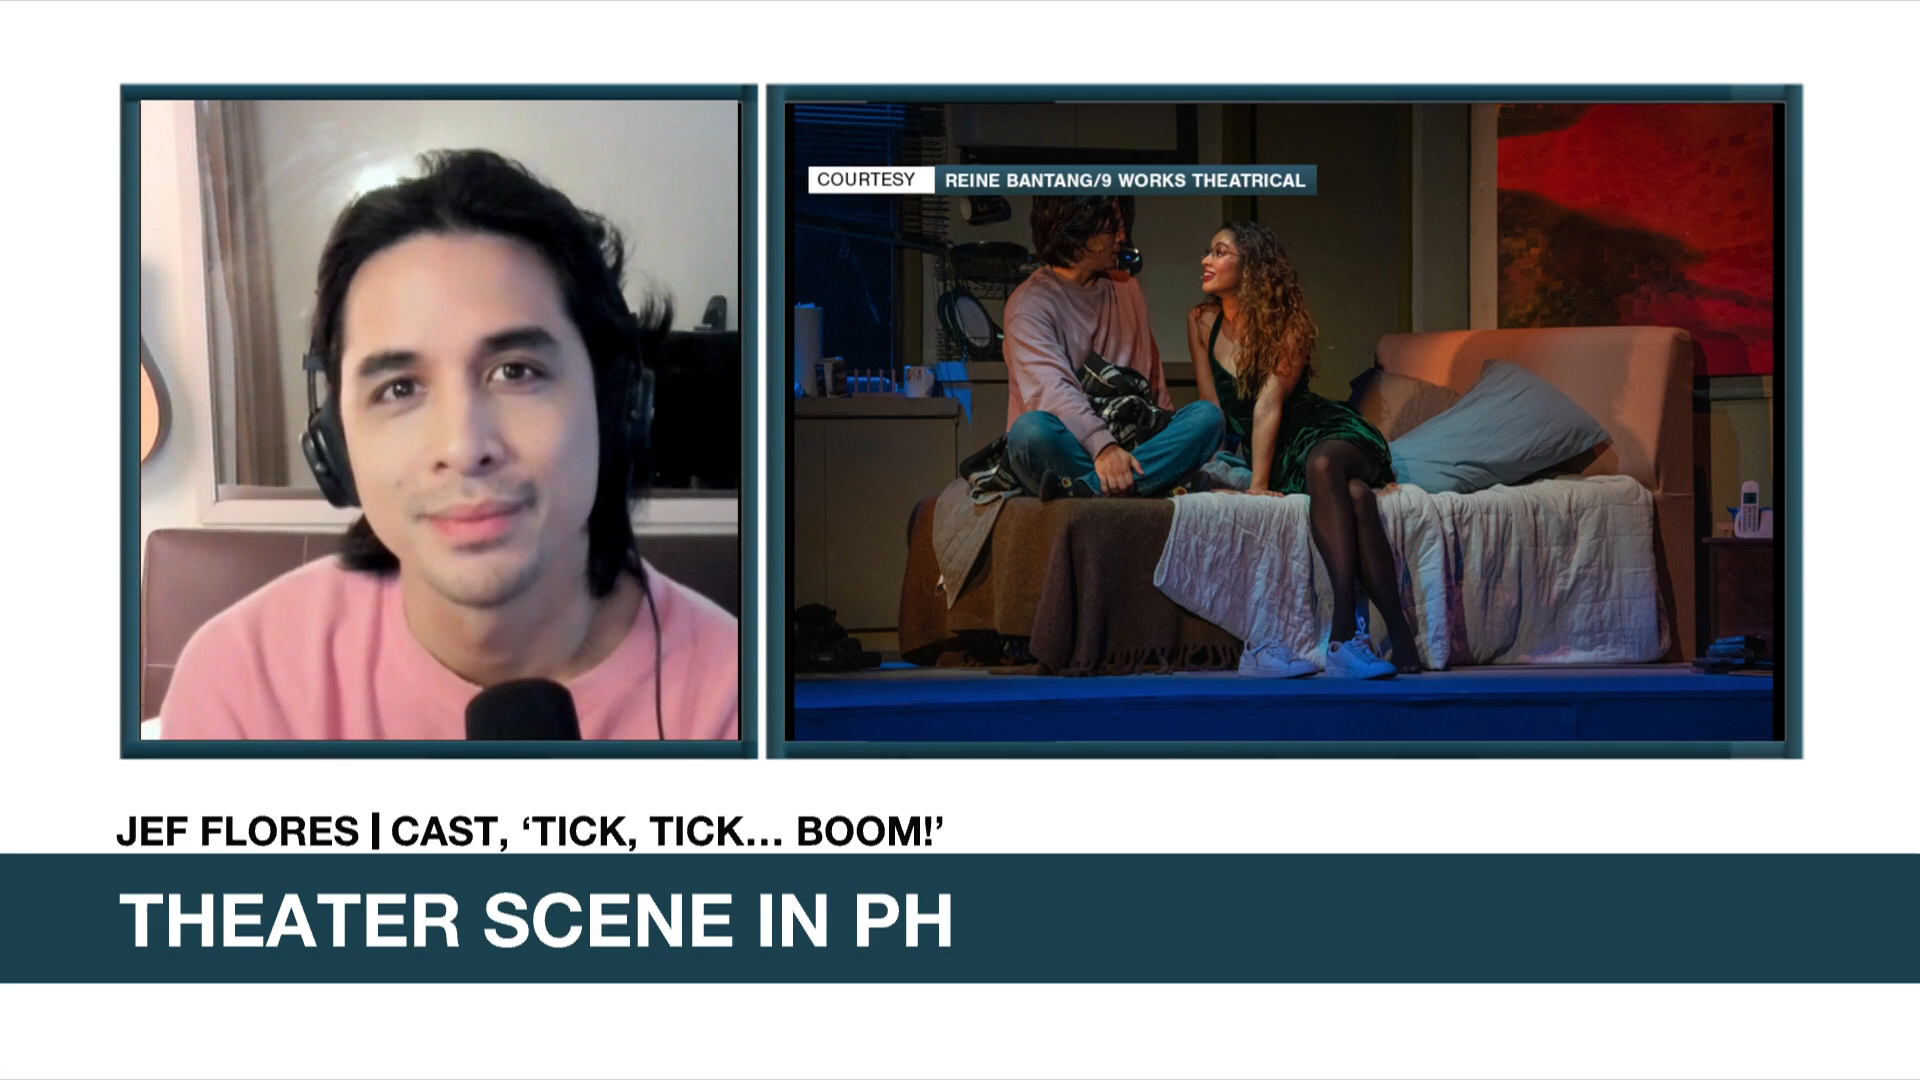 COURTESY REINE BANTANG/9 WORKS THEATRICAL
JEF FLORES | CAST, ‘TICK, TICK... BOOM!’
THEATER SCENE IN PH